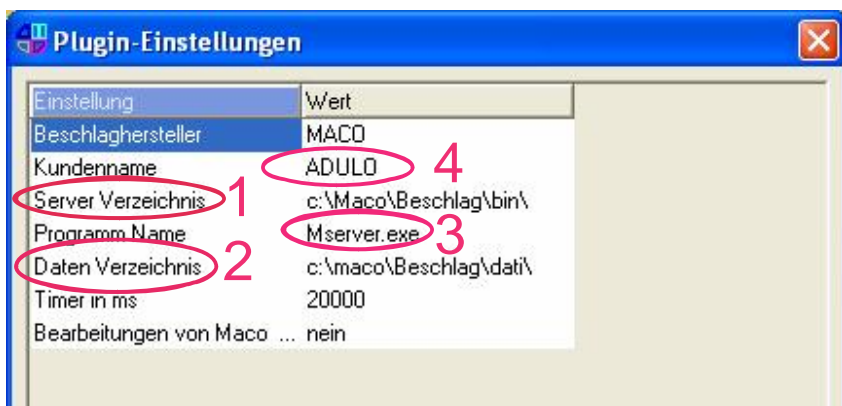 Plugin-Einstellungen
Einstellung Wert
Beschlaghersteller MACO
Kundenname ADULO 4
Server Verzeichnis 1 c:\Maco\Beschlag\bin\
Programm Name Mserver.exe 3
Daten Verzeichnis 2 c:\maco\Beschlag\dati\
Timer in ms 20000
Bearbeitungen von Maco ... nein